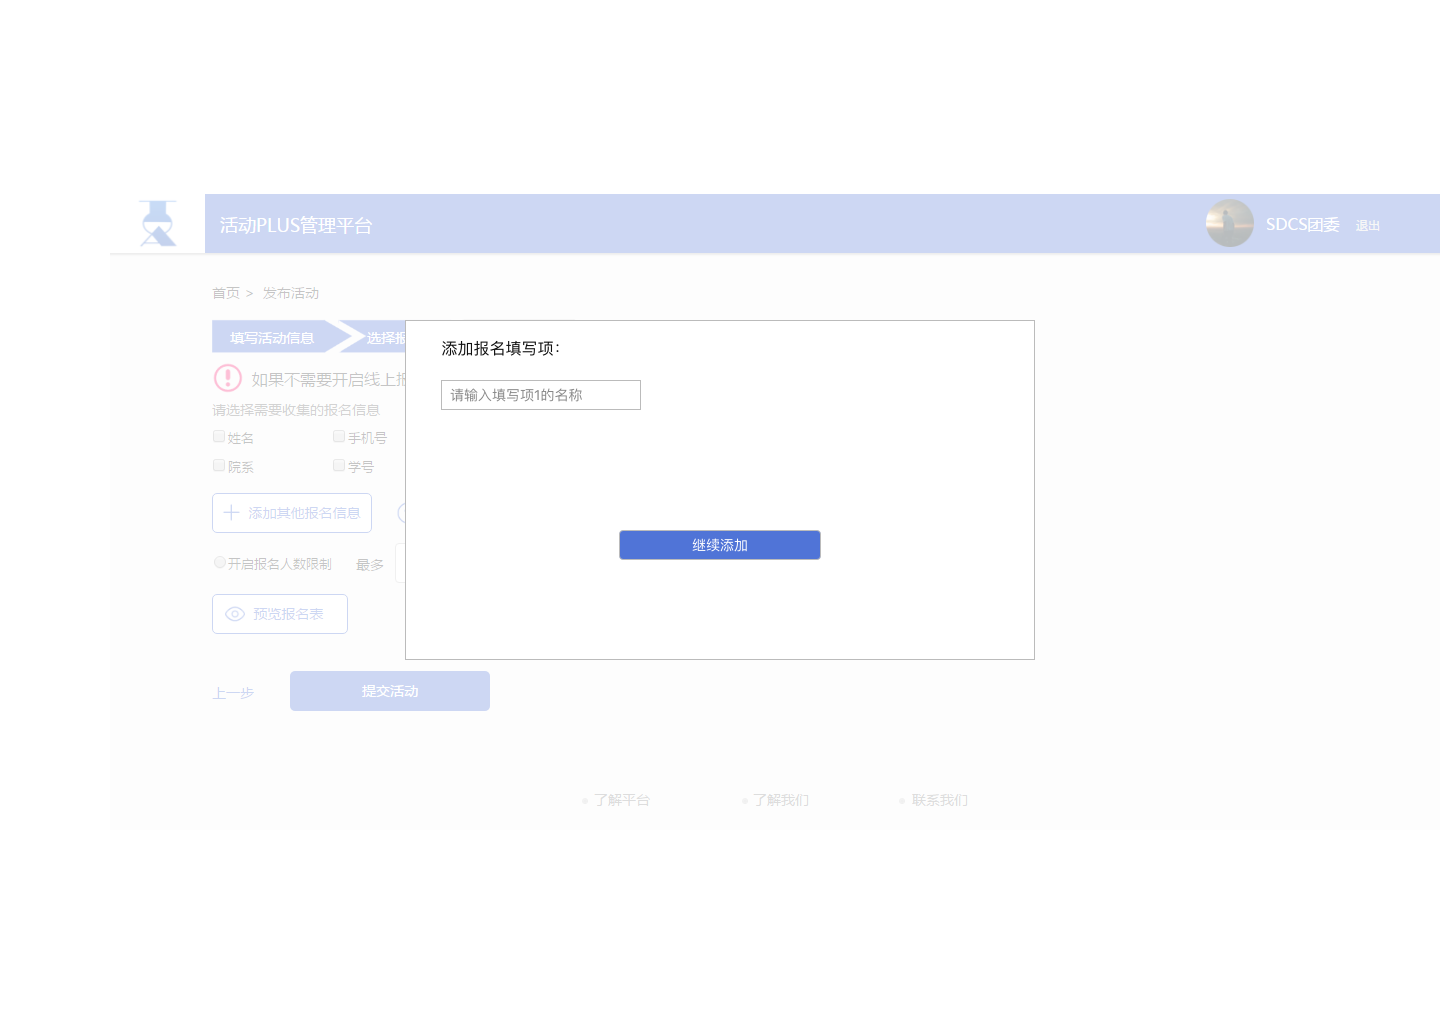 活动PLUS管理平台
SDCS团委
退出
首页 > 发布活动
填写活动信息
选择报
如果不需要开启线上报
请选择需要收集的报名信息
姓名
手机号
院系
学号
添加其他报名信息
开启报名人数限制
最多
预览报名表
上一步
提交活动
添加报名填写项：
请输入填写项1的名称
继续添加
了解平台
了解我们
联系我们